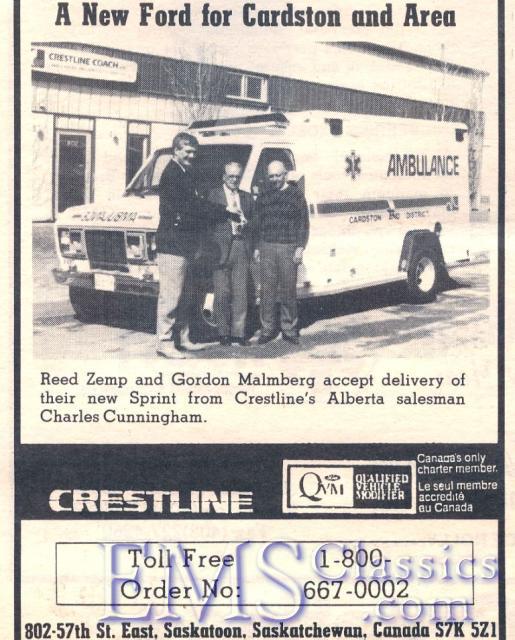 A New Ford for Cardston and Area
CRESTLINE COACH
AMBULANCE
CARDSTON AND DISTRICT
Reed Zemp and Gordon Malmberg accept delivery of
their new Sprint from Crestline's Alberta salesman
Charles Cunningham.
CRESTLINE
QVM
QUALIFIED
VEHICLE
MODIFIER
Canada's only
charter member.
Le seul membre
accrédité
au Canada
Toll Free 1-800-
Order No: 667-0002
EMS Classics
.com
802-57th St. East, Saskatoon, Saskatchewan, Canada S7K 5Z1